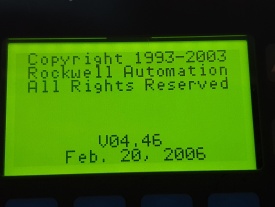 Copyright 1993-2003
Rockwell Automation
All Rights Reserved
V04.46
Feb. 20, 2006